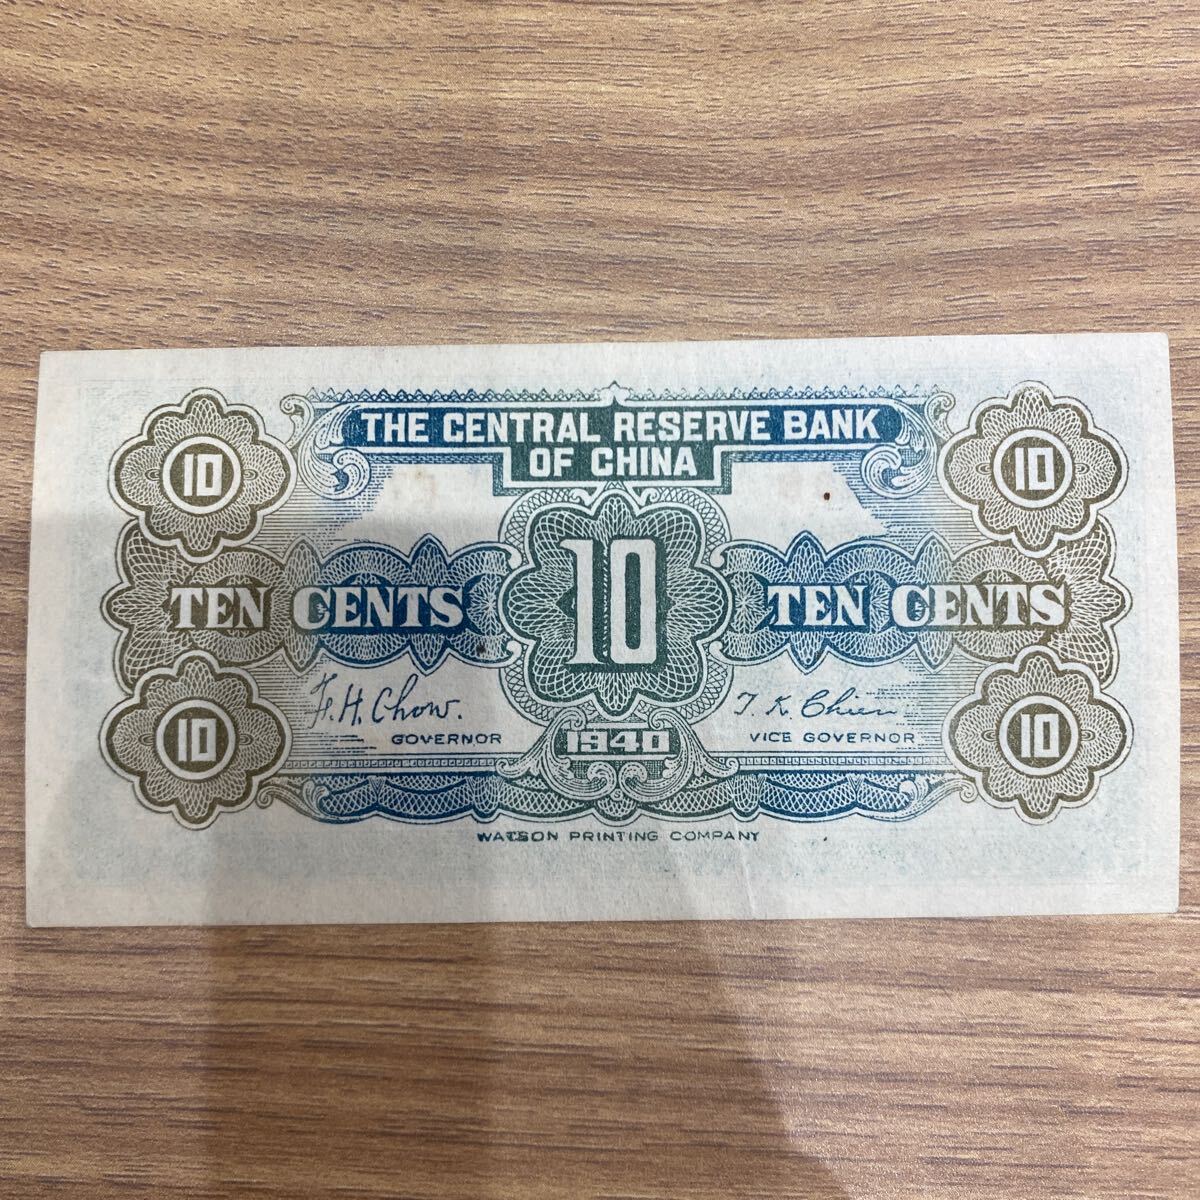 THE CENTRAL RESERVE BANK
OF CHINA
10 10
10
TEN CENTS TEN CENTS
F. H. Chow. T. K. Chien
GOVERNOR VICE GOVERNOR
10 1940 10
WATSON PRINTING COMPANY